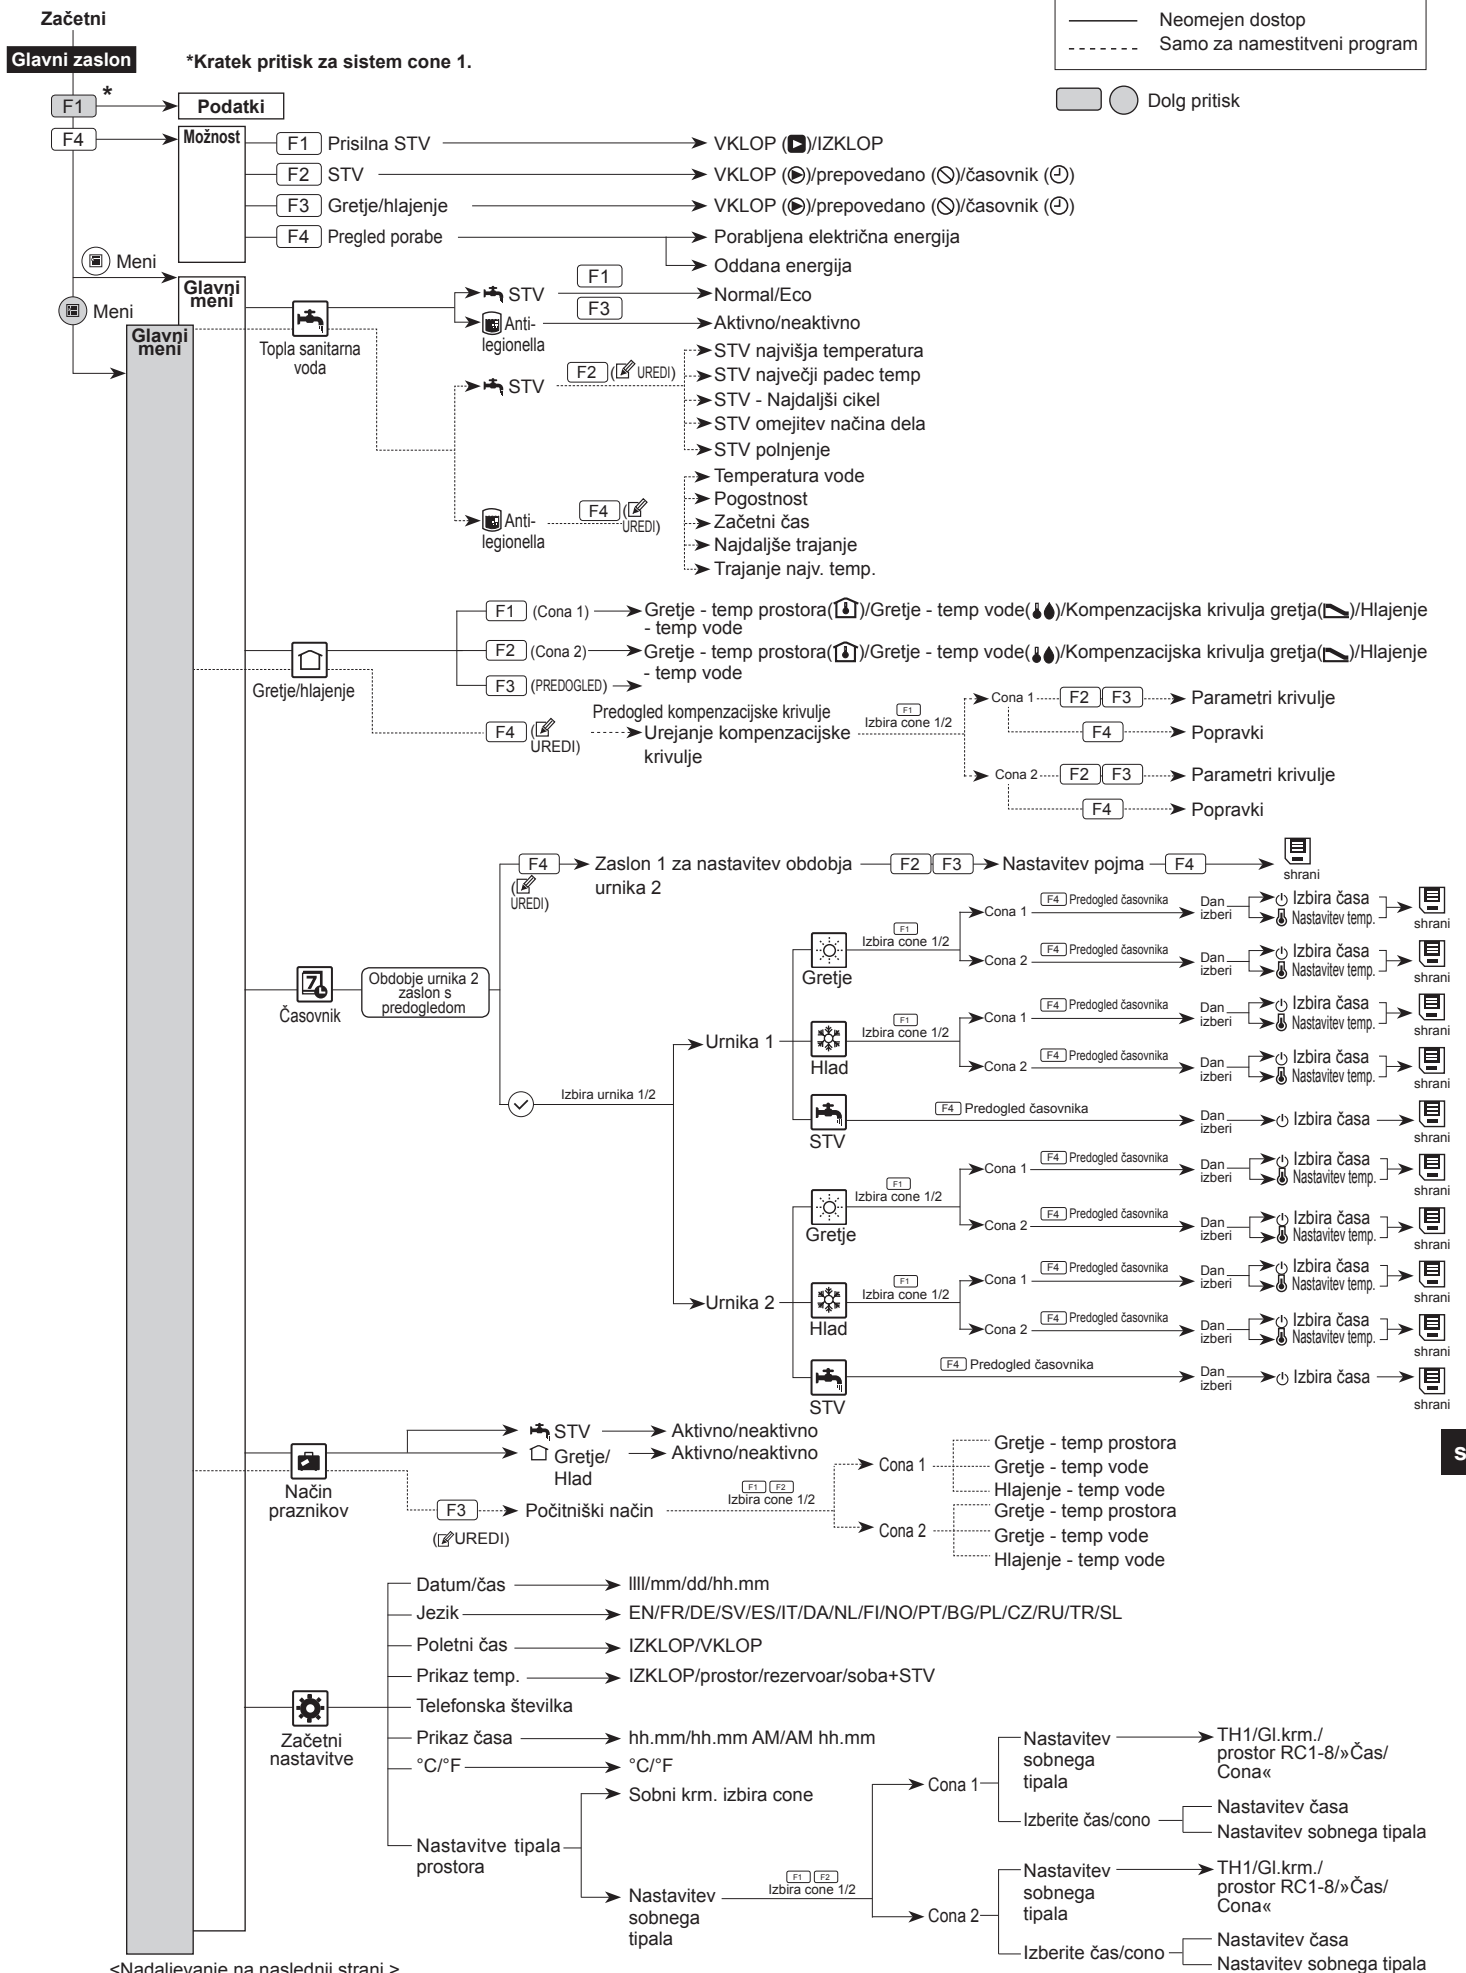 Začetni
Glavni zaslon
*Kratek pritisk za sistem cone 1.
Neomejen dostop
Samo za namestitveni program
Dolg pritisk
F1 * Podatki
F4 Možnost
F1 Prisilna STV VKLOP ()/IZKLOP
F2 STV VKLOP ()/prepovedano ()/časovnik ()
F3 Gretje/hlajenje VKLOP ()/prepovedano ()/časovnik ()
F4 Pregled porabe Porabljena električna energija
Oddana energija
Meni
Glavni
meni
Meni
Glavni
meni
Topla sanitarna
voda
STV F1 Normal/Eco
Anti-
legionella
F3 Aktivno/neaktivno
STV F2 (UREDI)
STV najvišja temperatura
STV največji padec temp
STV - Najdaljši cikel
STV omejitev načina dela
STV polnjenje
Anti-
legionella
F4 (
UREDI)
Temperatura vode
Pogostnost
Začetni čas
Najdaljše trajanje
Trajanje najv. temp.
Gretje/hlajenje
F1 (Cona 1) Gretje - temp prostora()/Gretje - temp vode()/Kompenzacijska krivulja gretja()/Hlajenje
- temp vode
F2 (Cona 2) Gretje - temp prostora()/Gretje - temp vode()/Kompenzacijska krivulja gretja()/Hlajenje
- temp vode
F3 (PREDOGLED)
Predogled kompenzacijske krivulje
F4 (
UREDI)
Urejanje kompenzacijske
krivulje
F1
Izbira cone 1/2
Cona 1 F2 F3 Parametri krivulje
F4 Popravki
Cona 2 F2 F3 Parametri krivulje
F4 Popravki
7
Časovnik
Obdobje urnika 2
zaslon s
predogledom
F4
(
UREDI)
Zaslon 1 za nastavitev obdobja
urnika 2
F2 F3 Nastavitev pojma F4
shrani
Izbira urnika 1/2
Urnika 1
Gretje
F1
Izbira cone 1/2
Cona 1 F4 Predogled časovnika Dan
izberi
Izbira časa
Nastavitev temp.
shrani
Cona 2 F4 Predogled časovnika Dan
izberi
Izbira časa
Nastavitev temp.
shrani
Hlad
F1
Izbira cone 1/2
Cona 1 F4 Predogled časovnika Dan
izberi
Izbira časa
Nastavitev temp.
shrani
Cona 2 F4 Predogled časovnika Dan
izberi
Izbira časa
Nastavitev temp.
shrani
STV
F4 Predogled časovnika Dan
izberi
Izbira časa
shrani
Urnika 2
Gretje
F1
Izbira cone 1/2
Cona 1 F4 Predogled časovnika Dan
izberi
Izbira časa
Nastavitev temp.
shrani
Cona 2 F4 Predogled časovnika Dan
izberi
Izbira časa
Nastavitev temp.
shrani
Hlad
F1
Izbira cone 1/2
Cona 1 F4 Predogled časovnika Dan
izberi
Izbira časa
Nastavitev temp.
shrani
Cona 2 F4 Predogled časovnika Dan
izberi
Izbira časa
Nastavitev temp.
shrani
STV
F4 Predogled časovnika Dan
izberi
Izbira časa
shrani
Način
praznikov
STV Aktivno/neaktivno
Gretje/
Hlad
Aktivno/neaktivno
F3
(UREDI)
Počitniški način
F1 F2
Izbira cone 1/2
Cona 1
Gretje - temp prostora
Gretje - temp vode
Hlajenje - temp vode
Cona 2
Gretje - temp prostora
Gretje - temp vode
Hlajenje - temp vode
s
Začetni
nastavitve
Datum/čas llll/mm/dd/hh.mm
Jezik EN/FR/DE/SV/ES/IT/DA/NL/FI/NO/PT/BG/PL/CZ/RU/TR/SL
Poletni čas IZKLOP/VKLOP
Prikaz temp. IZKLOP/prostor/rezervoar/soba+STV
Telefonska številka
Prikaz časa hh.mm/hh.mm AM/AM hh.mm
°C/°F °C/°F
Nastavitve tipala
prostora
Sobni krm. izbira cone
Nastavitev
sobnega
tipala
F1 F2
Izbira cone 1/2
Cona 1
Nastavitev
sobnega
tipala
TH1/Gl.krm./
prostor RC1-8/»Čas/
Cona«
Izberite čas/cono
Nastavitev časa
Nastavitev sobnega tipala
Cona 2
Nastavitev
sobnega
tipala
TH1/Gl.krm./
prostor RC1-8/»Čas/
Cona«
Izberite čas/cono
Nastavitev časa
Nastavitev sobnega tipala
<Nadaljevanje na naslednji strani.>